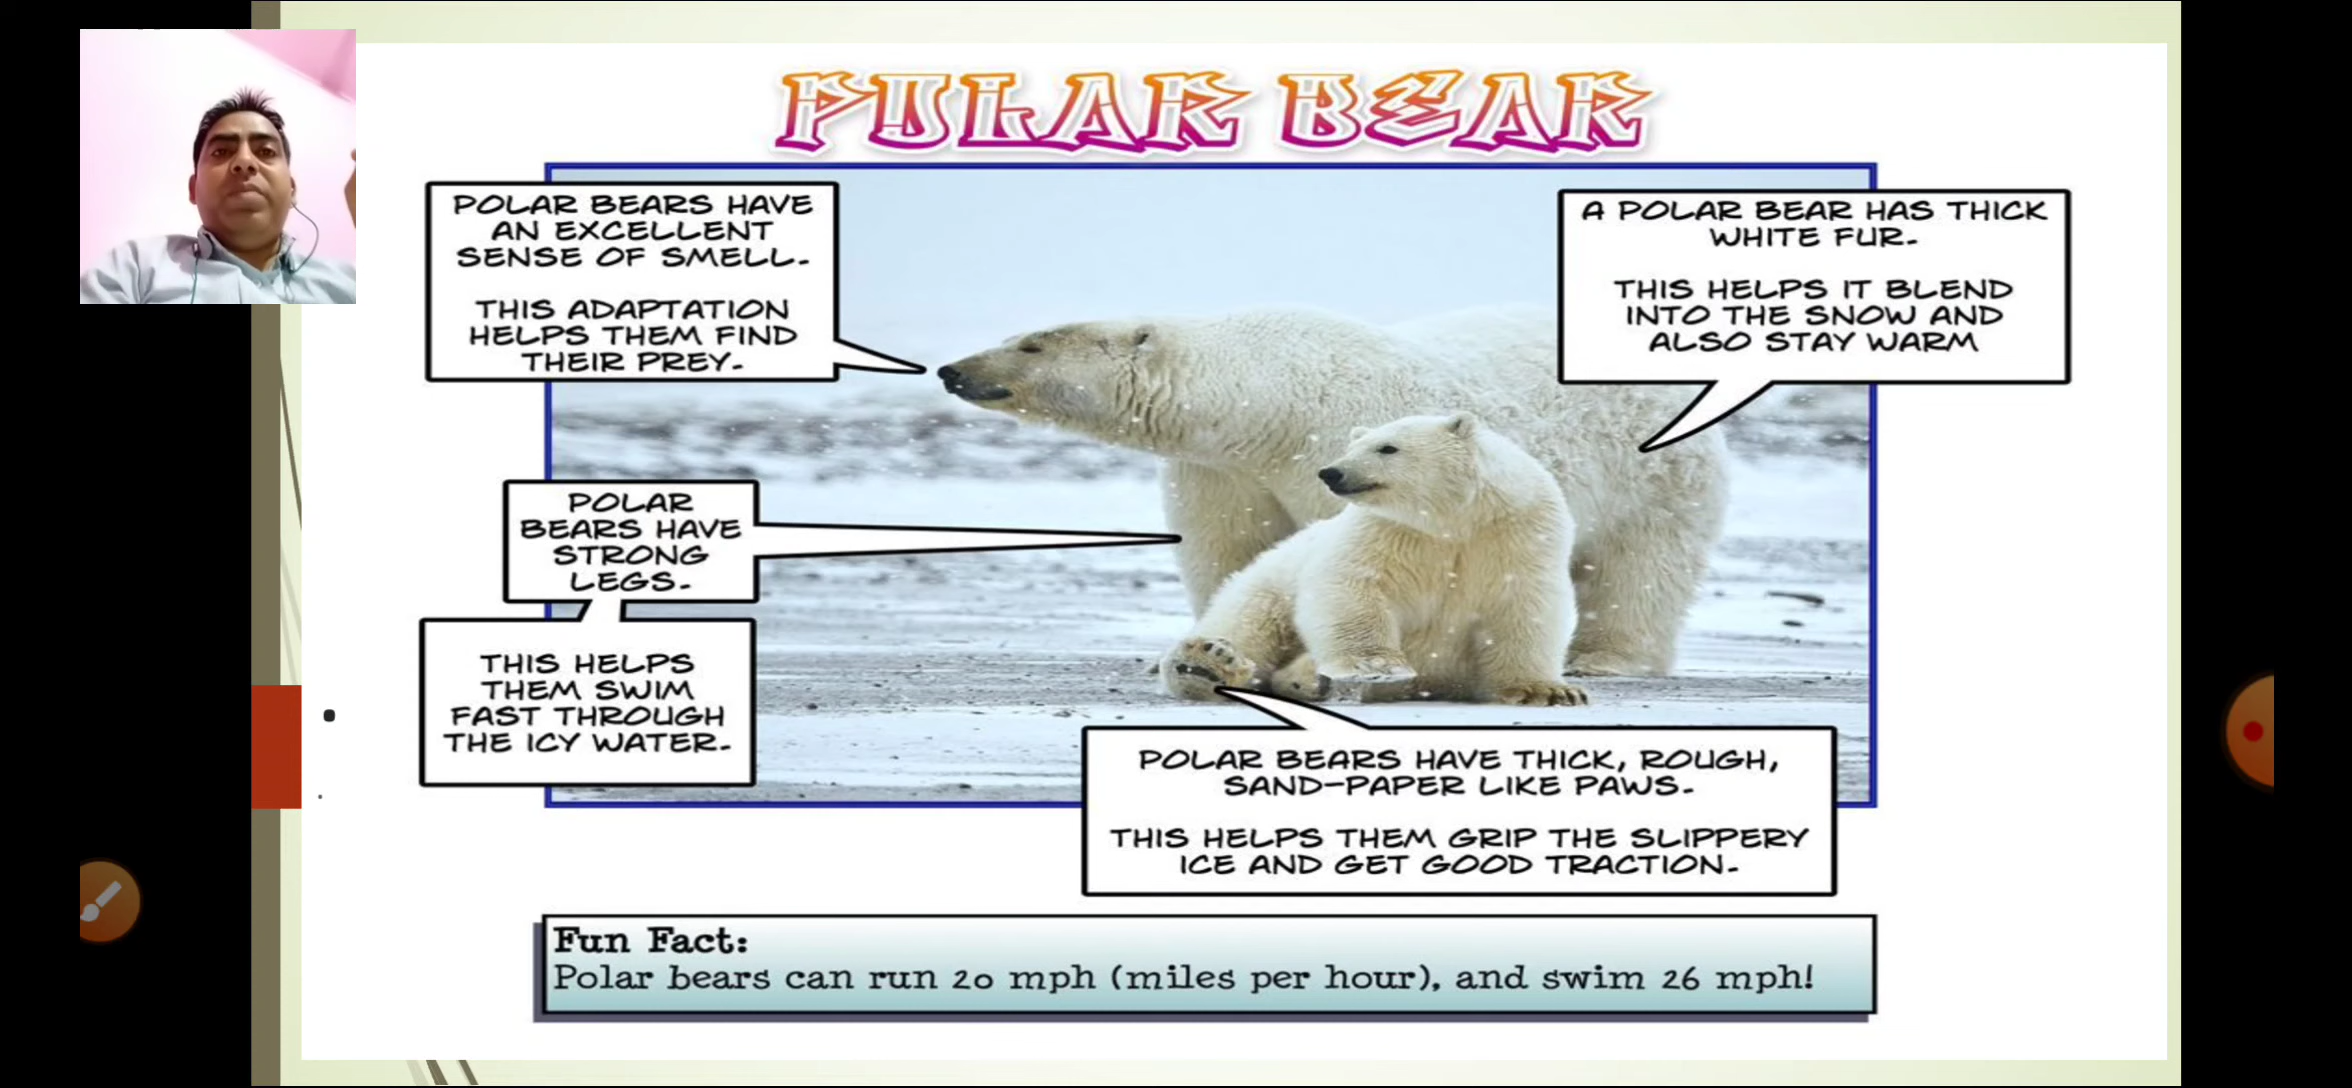 POLAR BEAR
POLAR BEARS HAVE
AN EXCELLENT
SENSE OF SMELL.
THIS ADAPTATION
HELPS THEM FIND
THEIR PREY.
A POLAR BEAR HAS THICK
WHITE FUR.
THIS HELPS IT BLEND
INTO THE SNOW AND
ALSO STAY WARM
POLAR
BEARS HAVE
STRONG
LEGS.
THIS HELPS
THEM SWIM
FAST THROUGH
THE ICY WATER.
POLAR BEARS HAVE THICK, ROUGH,
SAND-PAPER LIKE PAWS.
THIS HELPS THEM GRIP THE SLIPPERY
ICE AND GET GOOD TRACTION.
Fun Fact:
Polar bears can run 20 mph (miles per hour), and swim 26 mph!